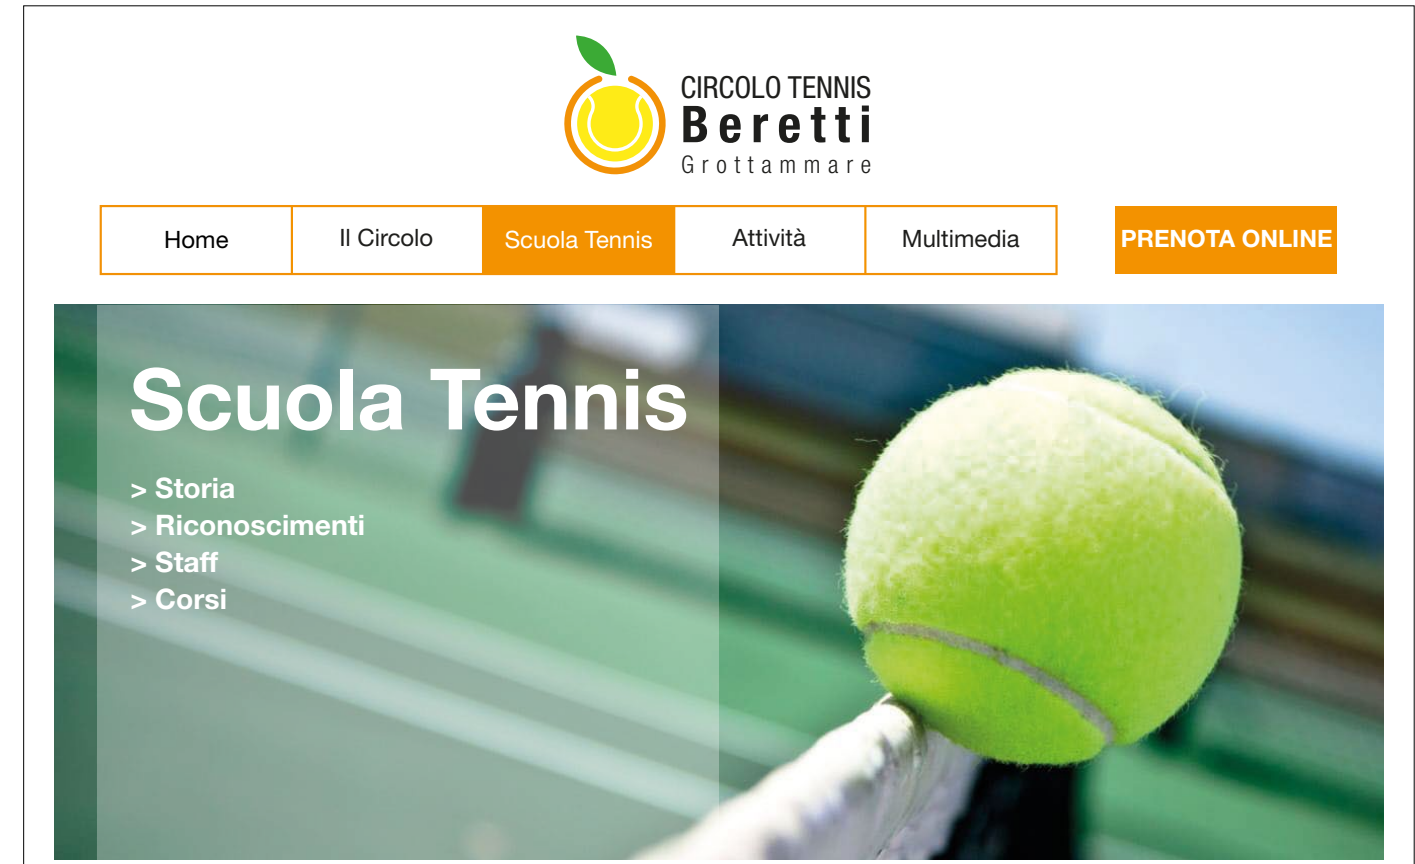 CIRCOLO TENNIS
Beretti
Grottammare
Home
Il Circolo
Scuola Tennis
Attività
Multimedia
PRENOTA ONLINE
Scuola Tennis
> Storia
> Riconoscimenti
> Staff
> Corsi